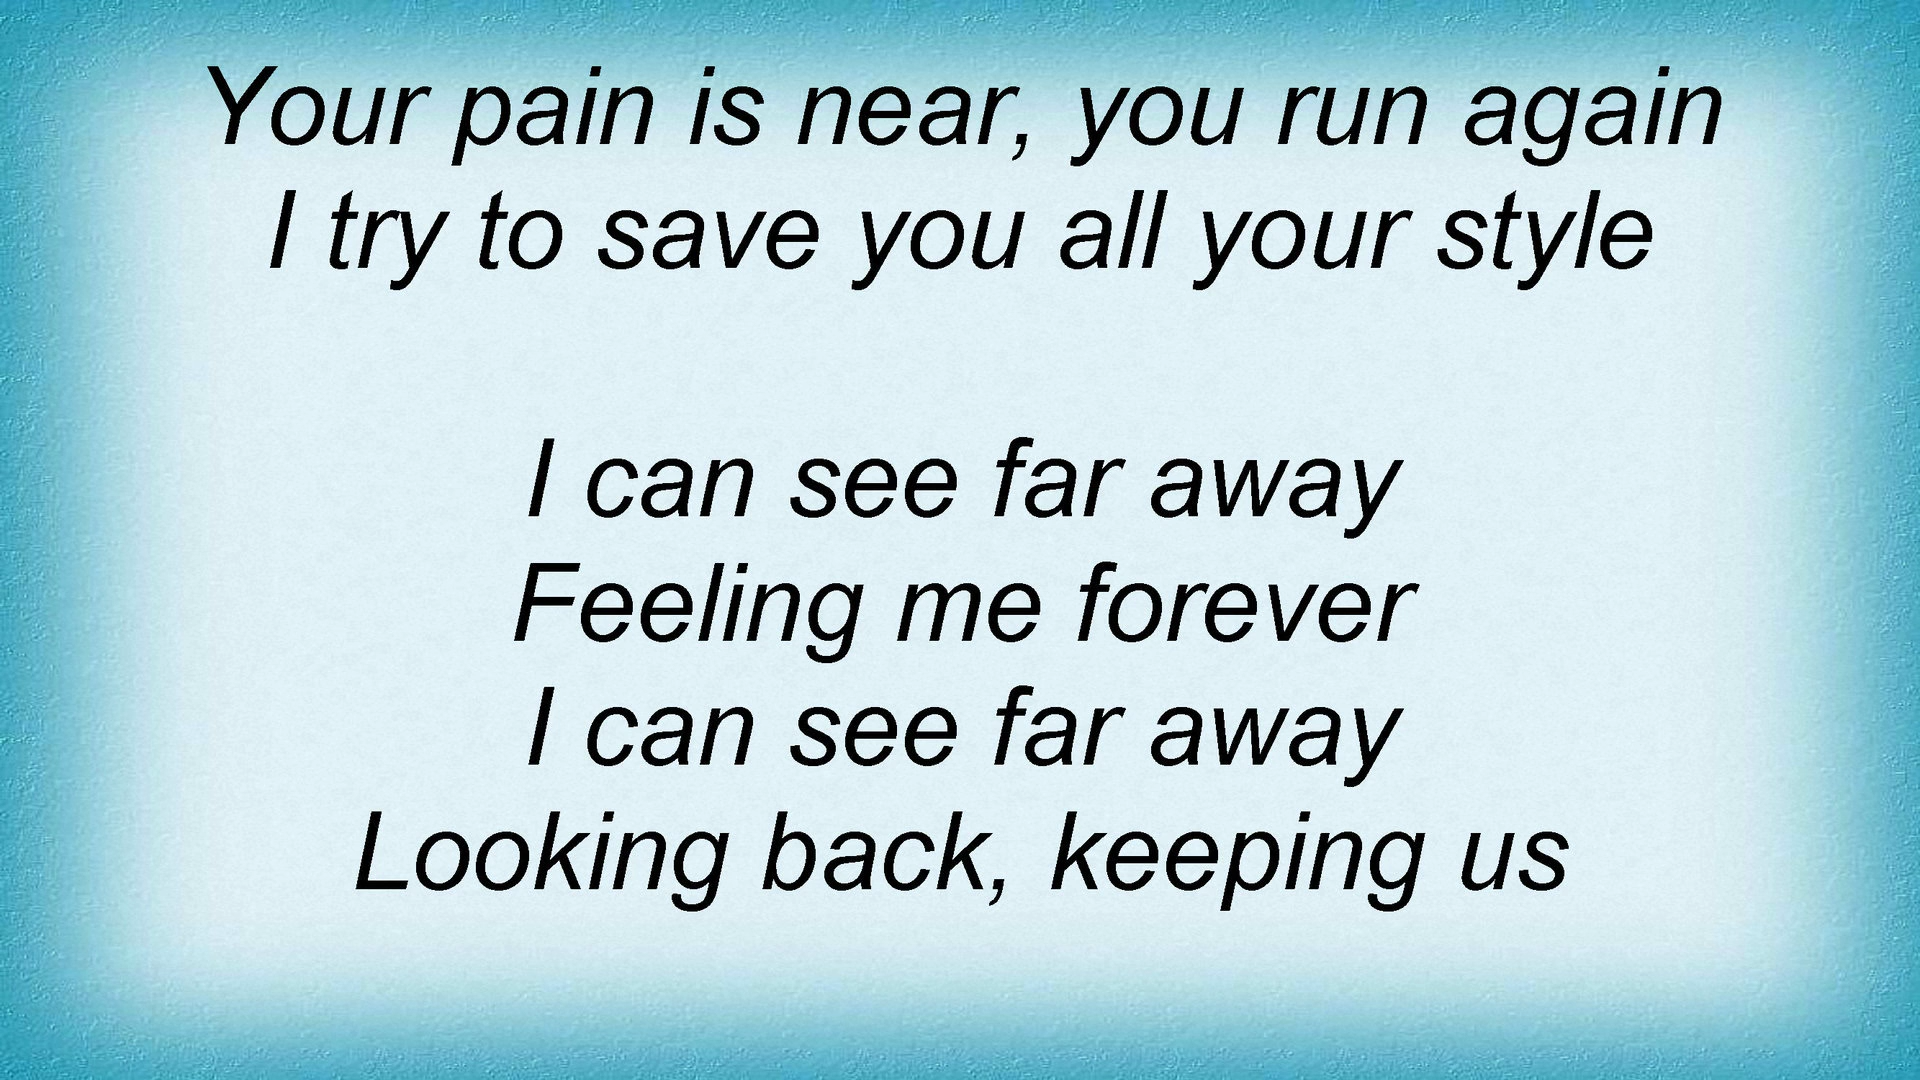 Your pain is near, you run again
I try to save you all your style
I can see far away
Feeling me forever
I can see far away
Looking back, keeping us